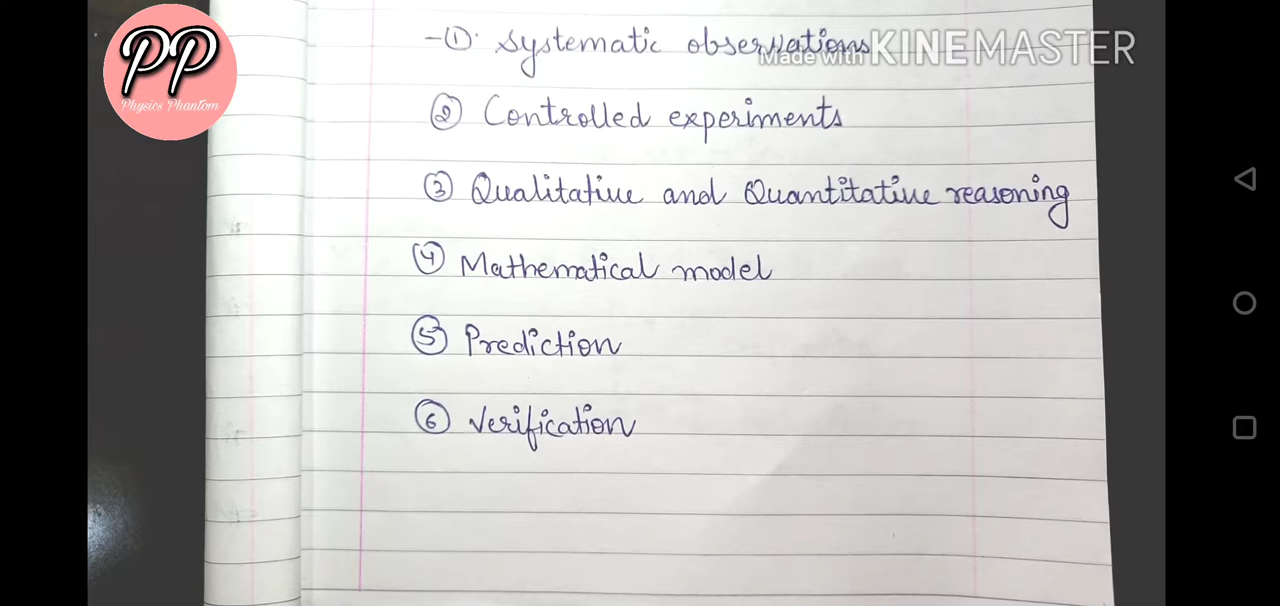 PP
Physics Phantom
Made with KINEMASTER
- ① Systematic observations
② Controlled experiments
③ Qualitative and Quantitative reasoning
④ Mathematical model
⑤ Prediction
⑥ Verification